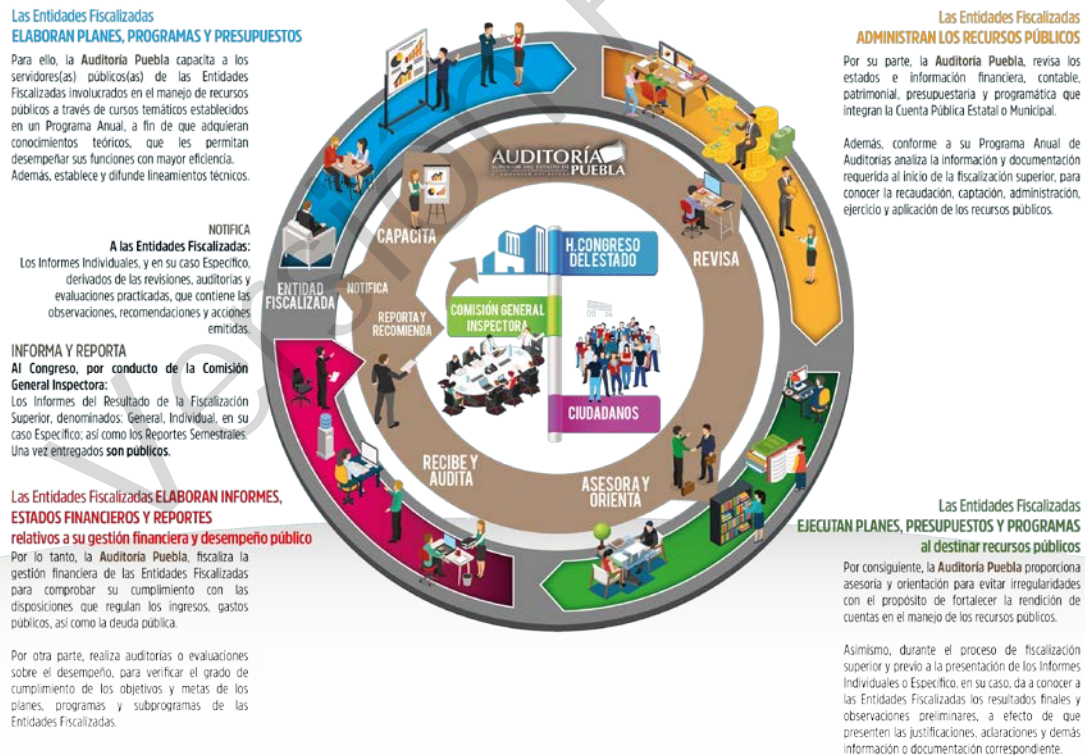 Las Entidades Fiscalizadas
ELABORAN PLANES, PROGRAMAS Y PRESUPUESTOS
Para ello, la Auditoría Puebla capacita a los
servidores(as) públicos(as) de las Entidades
Fiscalizadas involucrados en el manejo de recursos
públicos a través de cursos temáticos establecidos
en un Programa Anual, a fin de que adquieran
conocimientos teóricos, que les permitan
desempeñar sus funciones con mayor eficiencia.
Además, establece y difunde lineamientos técnicos.
NOTIFICA
A las Entidades Fiscalizadas:
Los Informes Individuales, y en su caso Específico,
derivados de las revisiones, auditorías y
evaluaciones practicadas, que contiene las
observaciones, recomendaciones y acciones
emitidas.
INFORMA Y REPORTA
Al Congreso, por conducto de la Comisión
General Inspectora:
Los Informes del Resultado de la Fiscalización
Superior, denominados: General, Individual, en su
caso Específico; así como los Reportes Semestrales.
Una vez entregados son públicos.
Las Entidades Fiscalizadas ELABORAN INFORMES,
ESTADOS FINANCIEROS Y REPORTES
relativos a su gestión financiera y desempeño público
Por lo tanto, la Auditoría Puebla, fiscaliza la
gestión financiera de las Entidades Fiscalizadas
para comprobar su cumplimiento con las
disposiciones que regulan los ingresos, gastos
públicos, así como la deuda pública.
Por otra parte, realiza auditorías o evaluaciones
sobre el desempeño, para verificar el grado de
cumplimiento de los objetivos y metas de los
planes, programas y subprogramas de las
Entidades Fiscalizadas.
AUDITORÍA
PUEBLA
CAPACITA
H. CONGRESO
DEL ESTADO
REVISA
ENTIDAD
FISCALIZADA
NOTIFICA
REPORTA Y
RECOMIENDA
COMISIÓN GENERAL
INSPECTORA
CIUDADANOS
RECIBE Y
AUDITA
ASESORA Y
ORIENTA
Las Entidades Fiscalizadas
ADMINISTRAN LOS RECURSOS PÚBLICOS
Por su parte, la Auditoría Puebla, revisa los
estados e información financiera, contable,
patrimonial, presupuestaria y programática que
integran la Cuenta Pública Estatal o Municipal.
Además, conforme a su Programa Anual de
Auditorías analiza la información y documentación
requerida al inicio de la fiscalización superior, para
conocer la recaudación, captación, administración,
ejercicio y aplicación de los recursos públicos.
Las Entidades Fiscalizadas
EJECUTAN PLANES, PRESUPUESTOS Y PROGRAMAS
al destinar recursos públicos
Por consiguiente, la Auditoría Puebla proporciona
asesoría y orientación para evitar irregularidades
con el propósito de fortalecer la rendición de
cuentas en el manejo de los recursos públicos.
Asimismo, durante el proceso de fiscalización
superior y previo a la presentación de los Informes
Individuales o Específico, en su caso, da a conocer a
las Entidades Fiscalizadas los resultados finales y
observaciones preliminares, a efecto de que
presenten las justificaciones, aclaraciones y demás
información o documentación correspondiente.